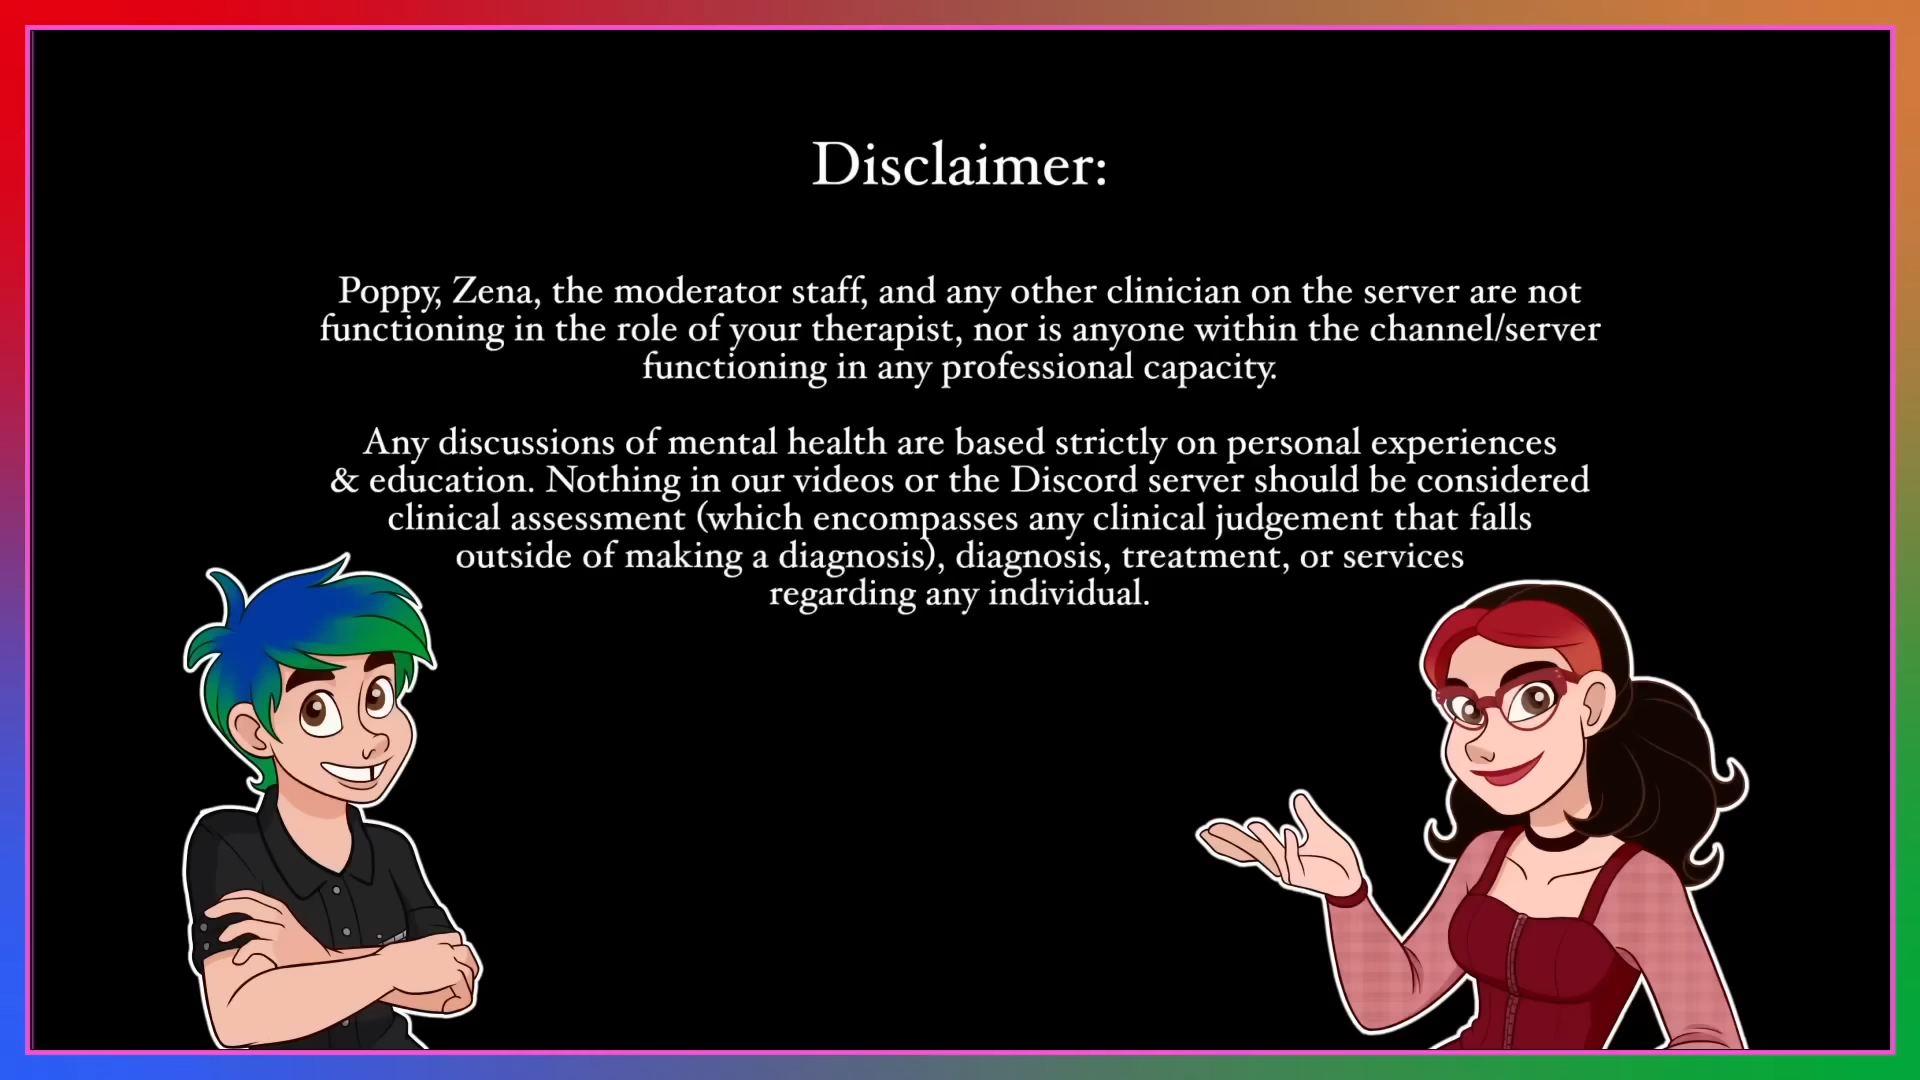 Disclaimer:
Poppy, Zena, the moderator staff, and any other clinician on the server are not
functioning in the role of your therapist, nor is anyone within the channel/server
functioning in any professional capacity.
Any discussions of mental health are based strictly on personal experiences
& education. Nothing in our videos or the Discord server should be considered
clinical assessment (which encompasses any clinical judgement that falls
outside of making a diagnosis), diagnosis, treatment, or services
regarding any individual.